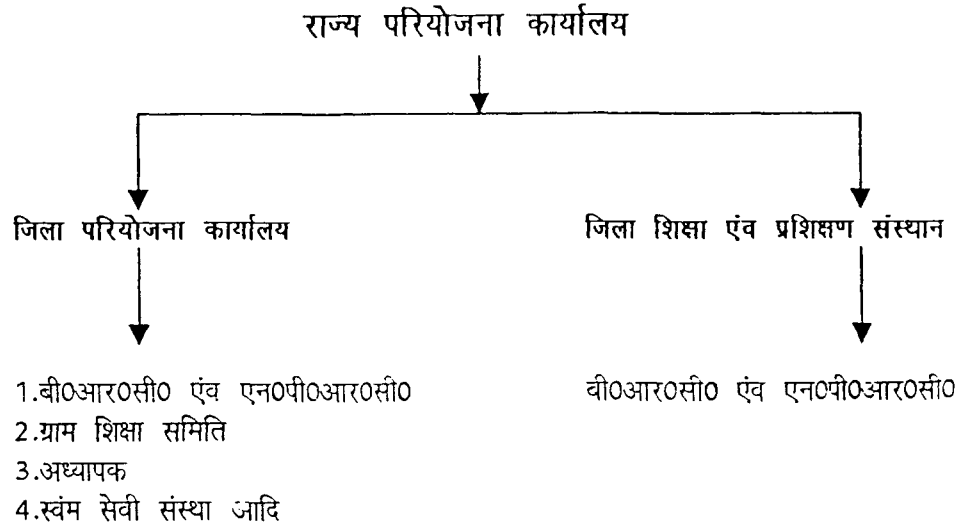 राज्य परियोजना कार्यालय
जिला परियोजना कार्यालय
जिला शिक्षा एंव प्रशिक्षण संस्थान
1.बी0आर0सी0 एंव एन0पी0आर0सी0
2.ग्राम शिक्षा समिति
3.अध्यापक
4.स्वंम सेवी संस्था आदि
वी0आर0सी0 एंव एन0पी0आर0सी0